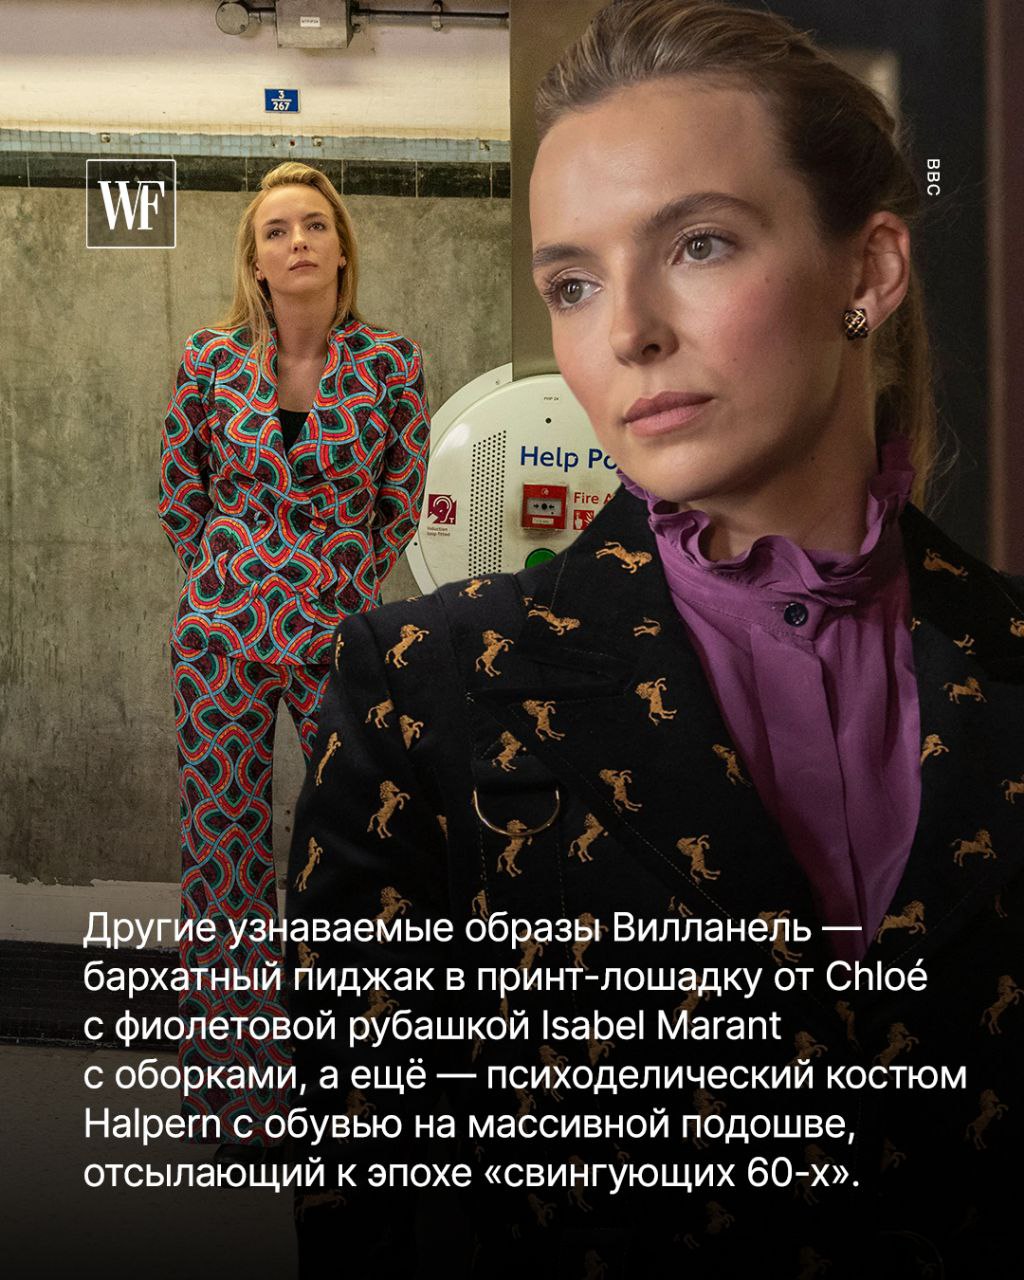 3
267
WF
BBC
Help Po
Fire A
Другие узнаваемые образы Вилланель —
бархатный пиджак в принт-лошадку от Chloé
с фиолетовой рубашкой Isabel Marant
с оборками, а ещё — психоделический костюм
Halpern с обувью на массивной подошве,
отсылающий к эпохе «свингующих 60-х».